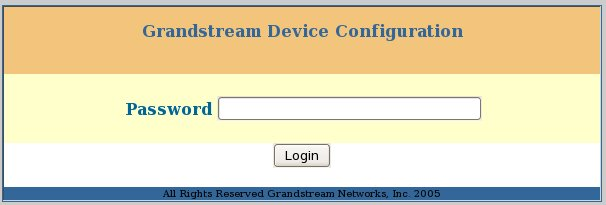 Grandstream Device Configuration
Password
Login
All Rights Reserved Grandstream Networks, Inc. 2005